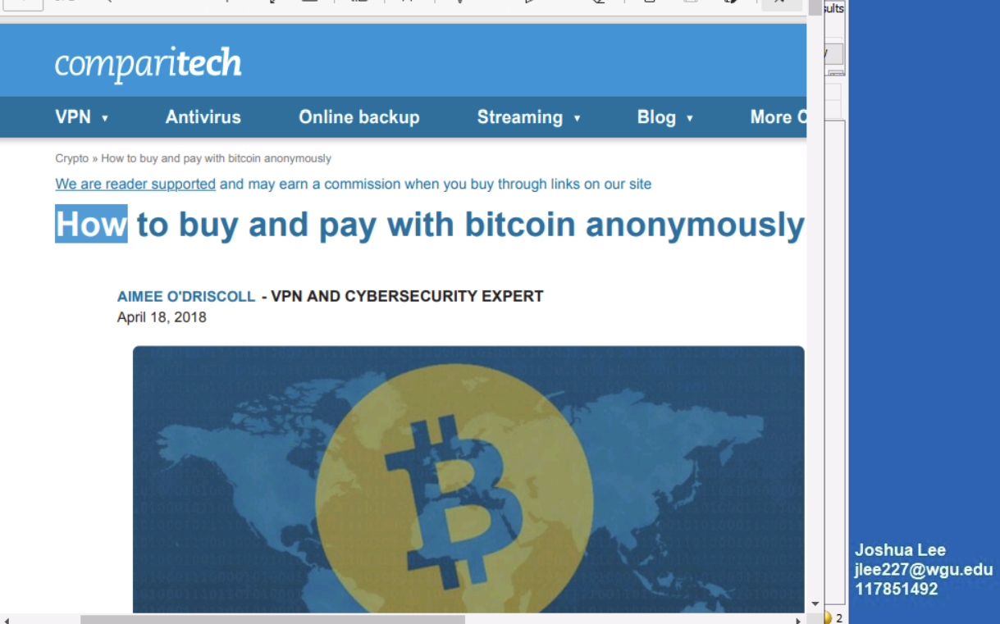 ults
comparitech
VPN ▾ Antivirus Online backup Streaming ▾ Blog ▾ More C
Crypto » How to buy and pay with bitcoin anonymously
We are reader supported and may earn a commission when you buy through links on our site
How to buy and pay with bitcoin anonymously
AIMEE O'DRISCOLL - VPN AND CYBERSECURITY EXPERT
April 18, 2018
Joshua Lee
jlee227@wgu.edu
117851492
2